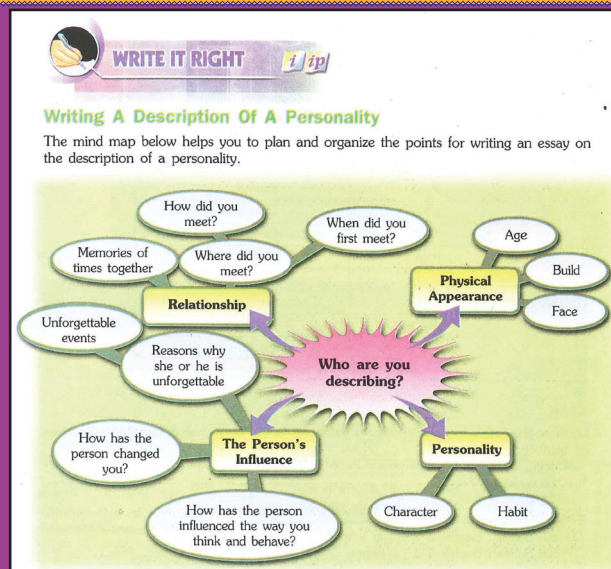 WRITE IT RIGHT
i ip
Writing A Description Of A Personality
The mind map below helps you to plan and organize the points for writing an essay on
the description of a personality.
How did you
meet?
When did you
first meet?
Memories of
times together
Where did you
meet?
Relationship
Age
Physical
Appearance
Build
Face
Unforgettable
events
Reasons why
she or he is
unforgettable
Who are you
describing?
How has the
person changed
you?
The Person's
Influence
Personality
How has the person
influenced the way you
think and behave?
Character
Habit